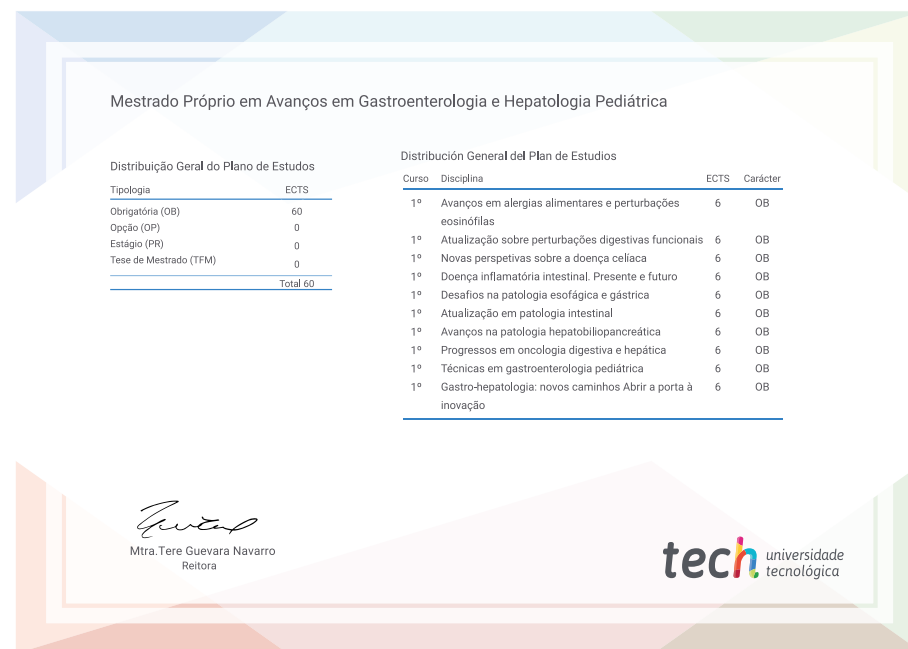 Mestrado Próprio em Avanços em Gastroenterologia e Hepatologia Pediátrica
Distribuição Geral do Plano de Estudos
Tipologia ECTS
Obrigatória (OB) 60
Opção (OP) 0
Estágio (PR) 0
Tese de Mestrado (TFM) 0
Total 60
Distribución General del Plan de Estudios
Curso Disciplina ECTS Carácter
1º Avanços em alergias alimentares e perturbações 6 OB
eosinófilas
1º Atualização sobre perturbações digestivas funcionais 6 OB
1º Novas perspetivas sobre a doença celíaca 6 OB
1º Doença inflamatória intestinal. Presente e futuro 6 OB
1º Desafios na patologia esofágica e gástrica 6 OB
1º Atualização em patologia intestinal 6 OB
1º Avanços na patologia hepatobiliopancreática 6 OB
1º Progressos em oncologia digestiva e hepática 6 OB
1º Técnicas em gastroenterologia pediátrica 6 OB
1º Gastro-hepatologia: novos caminhos Abrir a porta à 6 OB
inovação
Mtra.Tere Guevara Navarro
Reitora
tech universidade
tecnológica